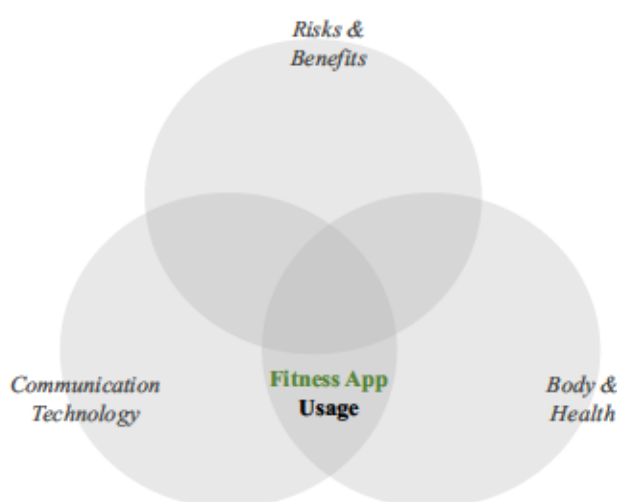 Risks &
Benefits
Communication
Technology
Fitness App
Usage
Body &
Health